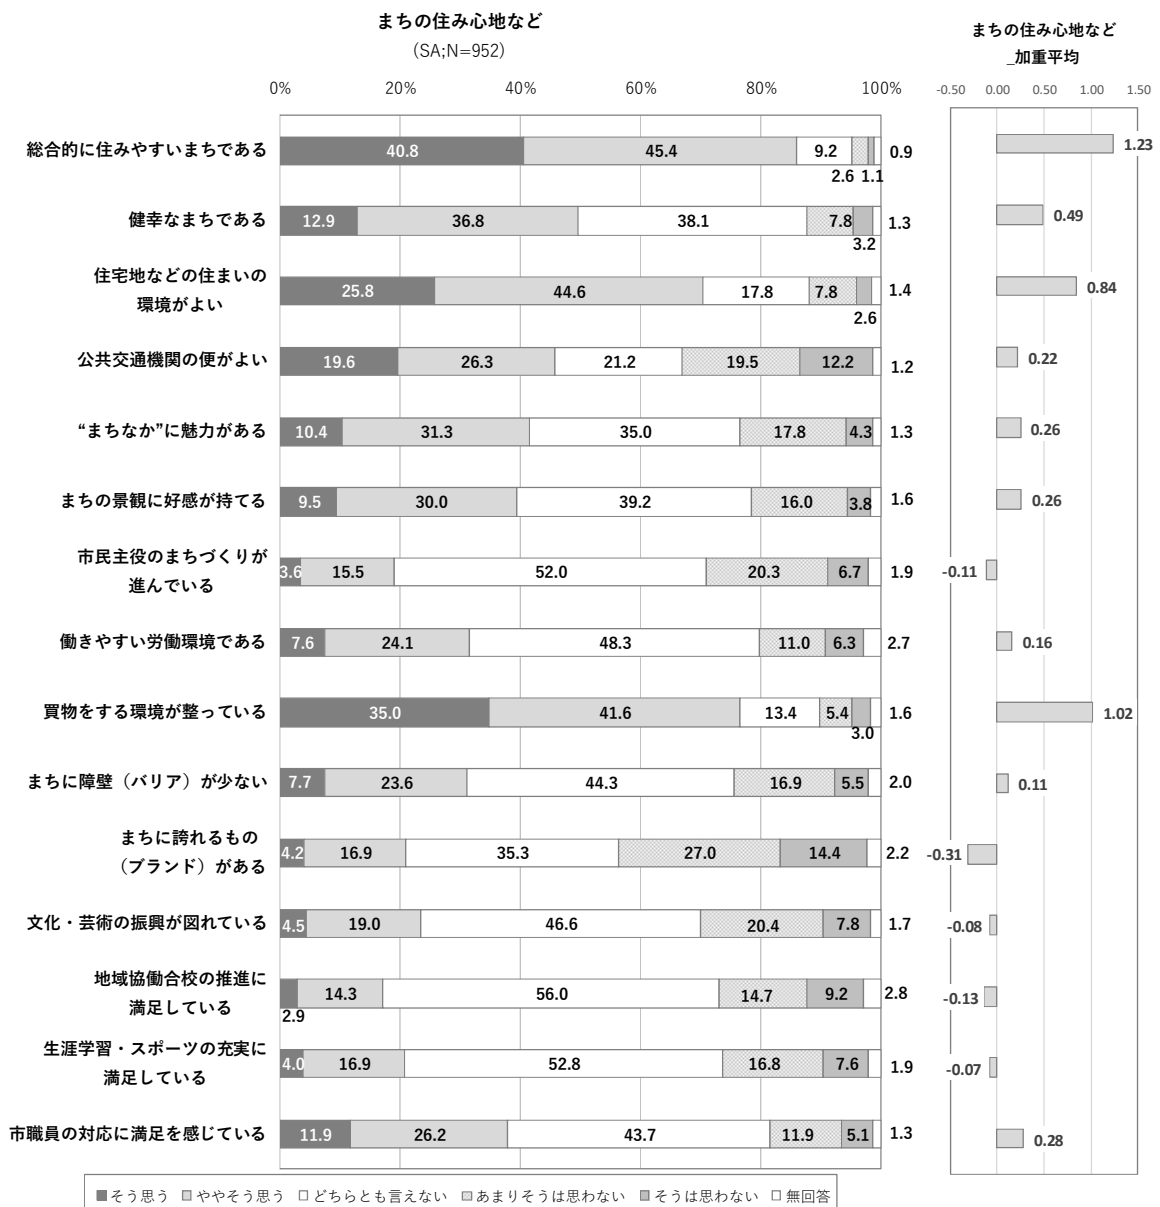 まちの住み心地など
(SA;N=952)
0% 20% 40% 60% 80% 100%
まちの住み心地など
_加重平均
-0.50 0.00 0.50 1.00 1.50
総合的に住みやすいまちである 40.8 45.4 9.2 2.6 1.1 0.9 1.23
健幸なまちである 12.9 36.8 38.1 7.8 3.2 1.3 0.49
住宅地などの住まいの
環境がよい 25.8 44.6 17.8 7.8 2.6 1.4 0.84
公共交通機関の便がよい 19.6 26.3 21.2 19.5 12.2 1.2 0.22
“まちなか”に魅力がある 10.4 31.3 35.0 17.8 4.3 1.3 0.26
まちの景観に好感が持てる 9.5 30.0 39.2 16.0 3.8 1.6 0.26
市民主役のまちづくりが
進んでいる 3.6 15.5 52.0 20.3 6.7 1.9 -0.11
働きやすい労働環境である 7.6 24.1 48.3 11.0 6.3 2.7 0.16
買物をする環境が整っている 35.0 41.6 13.4 5.4 3.0 1.6 1.02
まちに障壁（バリア）が少ない 7.7 23.6 44.3 16.9 5.5 2.0 0.11
まちに誇れるもの
（ブランド）がある 4.2 16.9 35.3 27.0 14.4 2.2 -0.31
文化・芸術の振興が図れている 4.5 19.0 46.6 20.4 7.8 1.7 -0.08
地域協働合校の推進に
満足している 2.9 14.3 56.0 14.7 9.2 2.8 -0.13
生涯学習・スポーツの充実に
満足している 4.0 16.9 52.8 16.8 7.6 1.9 -0.07
市職員の対応に満足を感じている 11.9 26.2 43.7 11.9 5.1 1.3 0.28
そう思う ややそう思う どちらとも言えない あまりそうは思わない そうは思わない 無回答